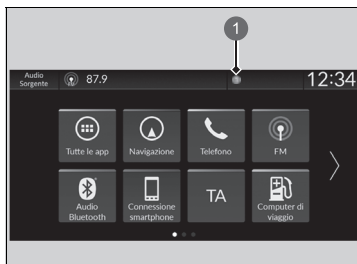 1
Audio
Sorgente
87.9
12:34
Tutte le app
Navigazione
Telefono
FM
Audio
Bluetooth
Connessione
smartphone
TA
Computer di
viaggio